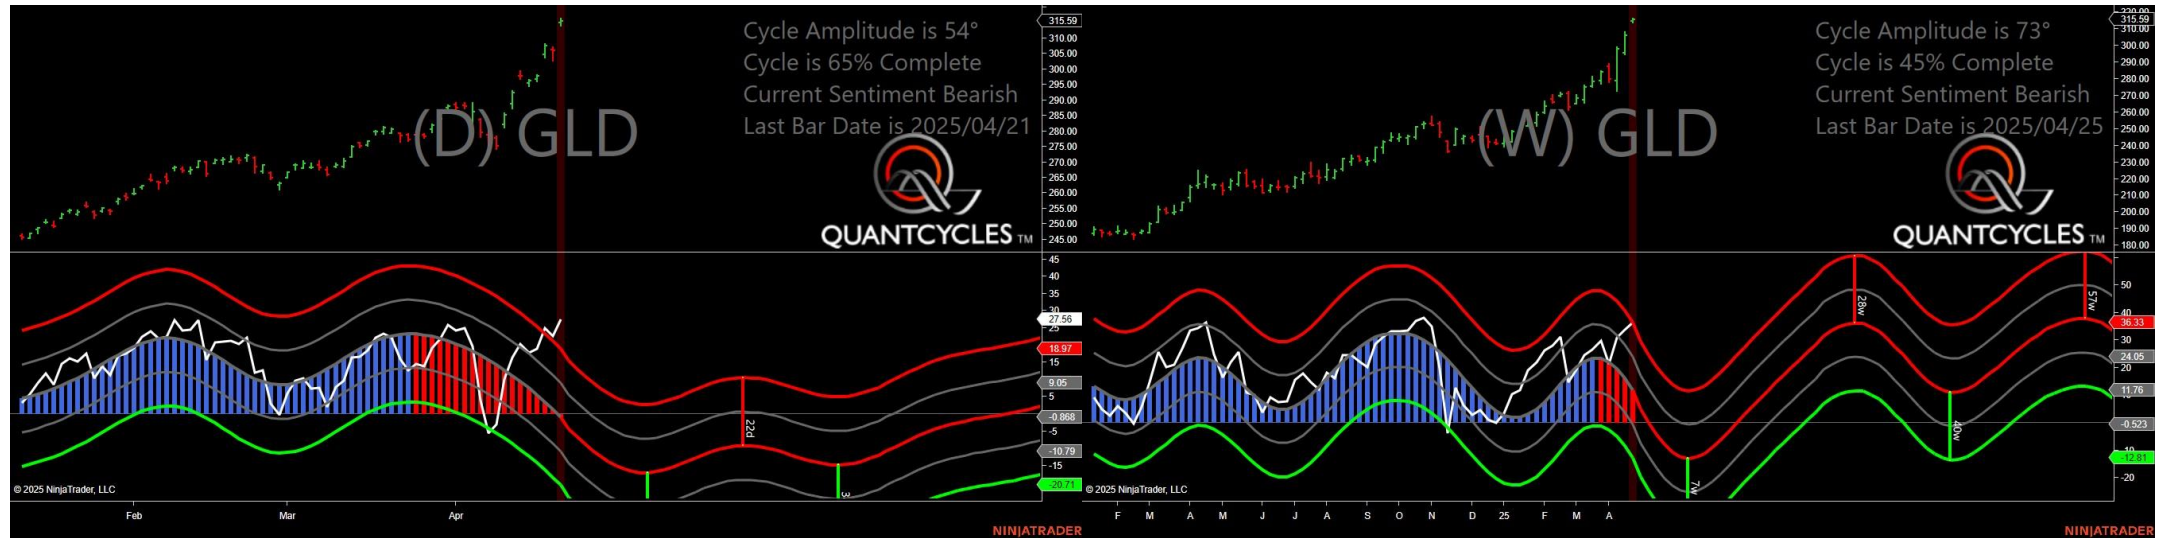 Cycle Amplitude is 54°
Cycle is 65% Complete
Current Sentiment Bearish
Last Bar Date is 2025/04/21
(D) GLD
QUANTCYCLES TM
315.59
310.00
305.00
300.00
295.00
290.00
285.00
280.00
275.00
270.00
265.00
260.00
255.00
250.00
245.00
45
40
35
30
27.56
25
18.97
15
9.05
5
-0.868
-5
-10.79
-15
-20.71
22d
3
© 2025 NinjaTrader, LLC
Feb Mar Apr
NINJATRADER
Cycle Amplitude is 73°
Cycle is 45% Complete
Current Sentiment Bearish
Last Bar Date is 2025/04/25
(W) GLD
QUANTCYCLES TM
320.00
315.59
310.00
300.00
290.00
280.00
270.00
260.00
250.00
240.00
230.00
220.00
210.00
200.00
190.00
180.00
50
40
36.33
30
24.05
20
11.76
-0.523
-10
-12.81
-20
7w
28w
40w
57w
© 2025 NinjaTrader, LLC
F M A M J J A S O N D 25 F M A
NINJATRADER